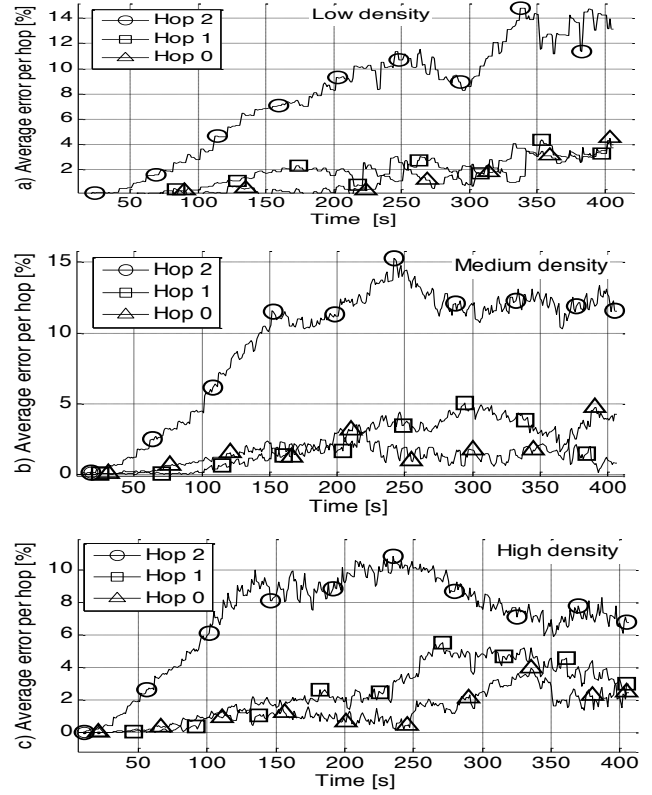 a) Average error per hop [%]
Low density
Hop 2
Hop 1
Hop 0
14
12
10
8
6
4
2
50 100 150 200 250 300 350 400
Time [s]
b) Average error per hop [%]
Medium density
Hop 2
Hop 1
Hop 0
15
10
5
0
50 100 150 200 250 300 350 400
Time [s]
c) Average error per hop [%]
High density
Hop 2
Hop 1
Hop 0
10
8
6
4
2
0
50 100 150 200 250 300 350 400
Time [s]